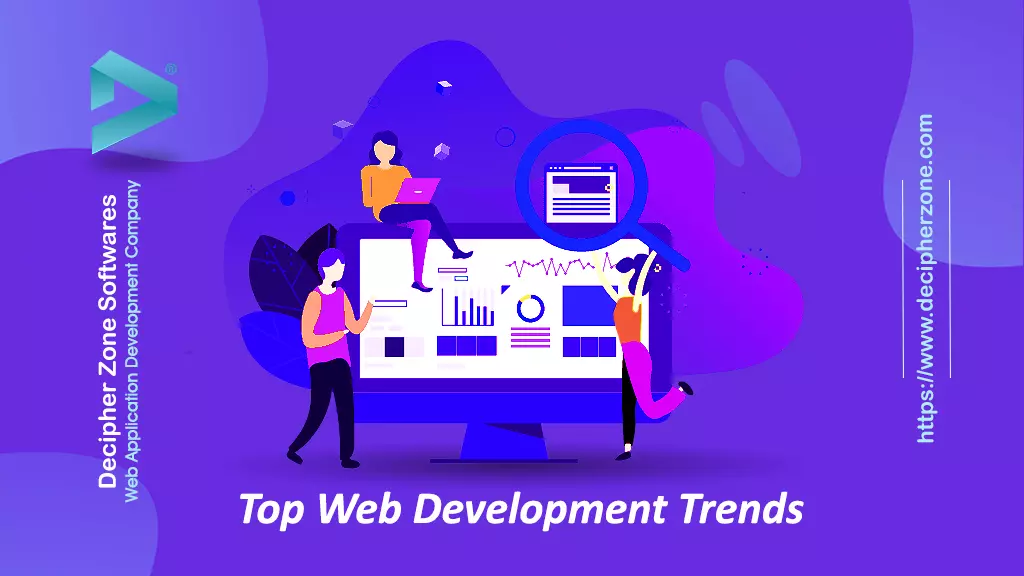 ®
Decipher Zone Softwares
Web Application Development Company
https://www.decipherzone.com
Top Web Development Trends